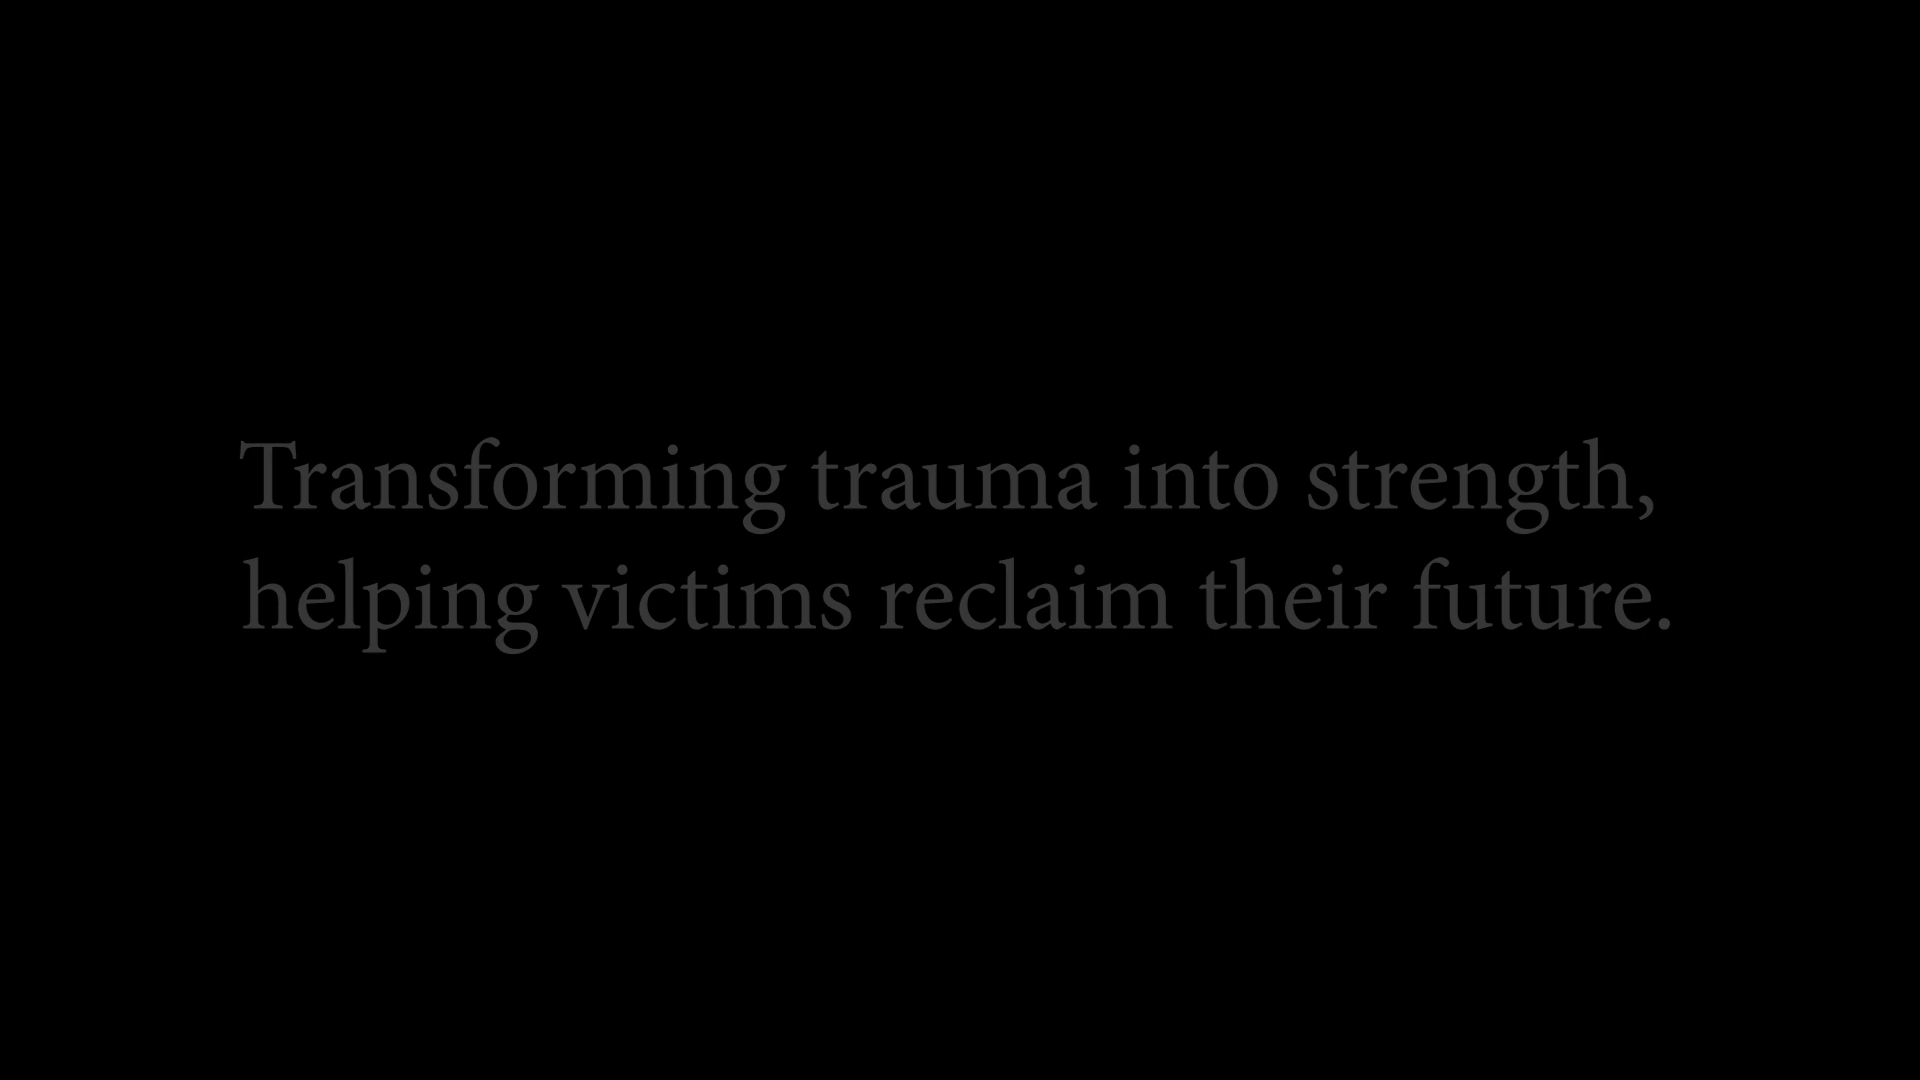 Transforming trauma into strength,
helping victims reclaim their future.